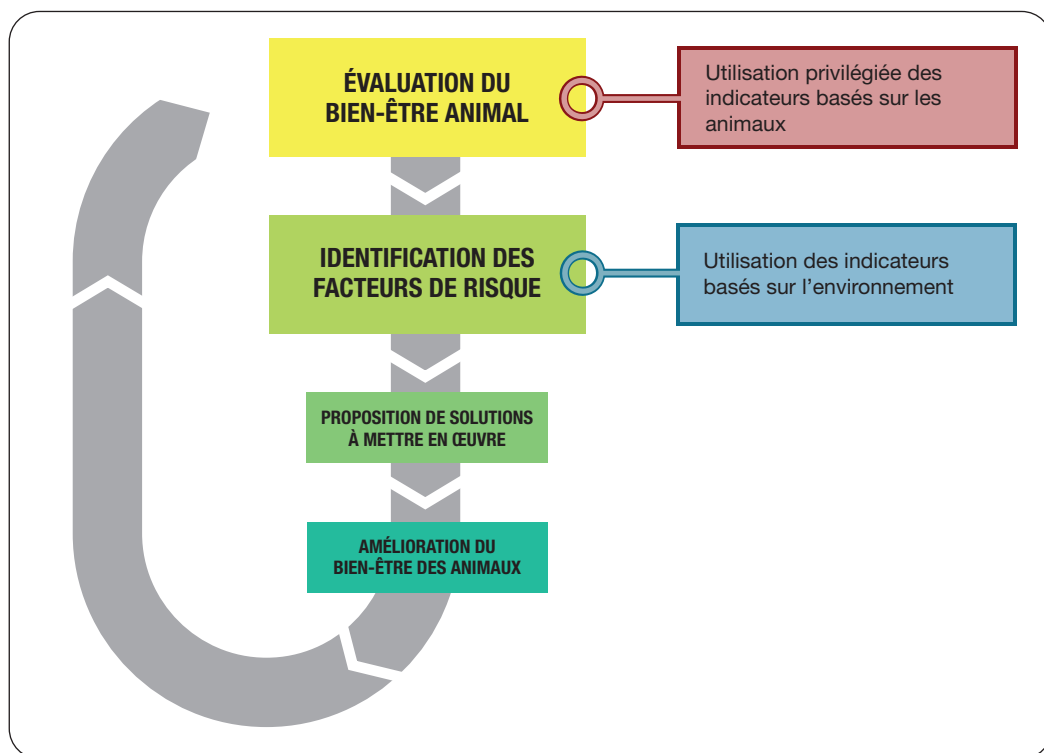 ÉVALUATION DU
BIEN-ÊTRE ANIMAL
Utilisation privilégiée des
indicateurs basés sur les
animaux
IDENTIFICATION DES
FACTEURS DE RISQUE
Utilisation des indicateurs
basés sur l’environnement
PROPOSITION DE SOLUTIONS
À METTRE EN ŒUVRE
AMÉLIORATION DU
BIEN-ÊTRE DES ANIMAUX